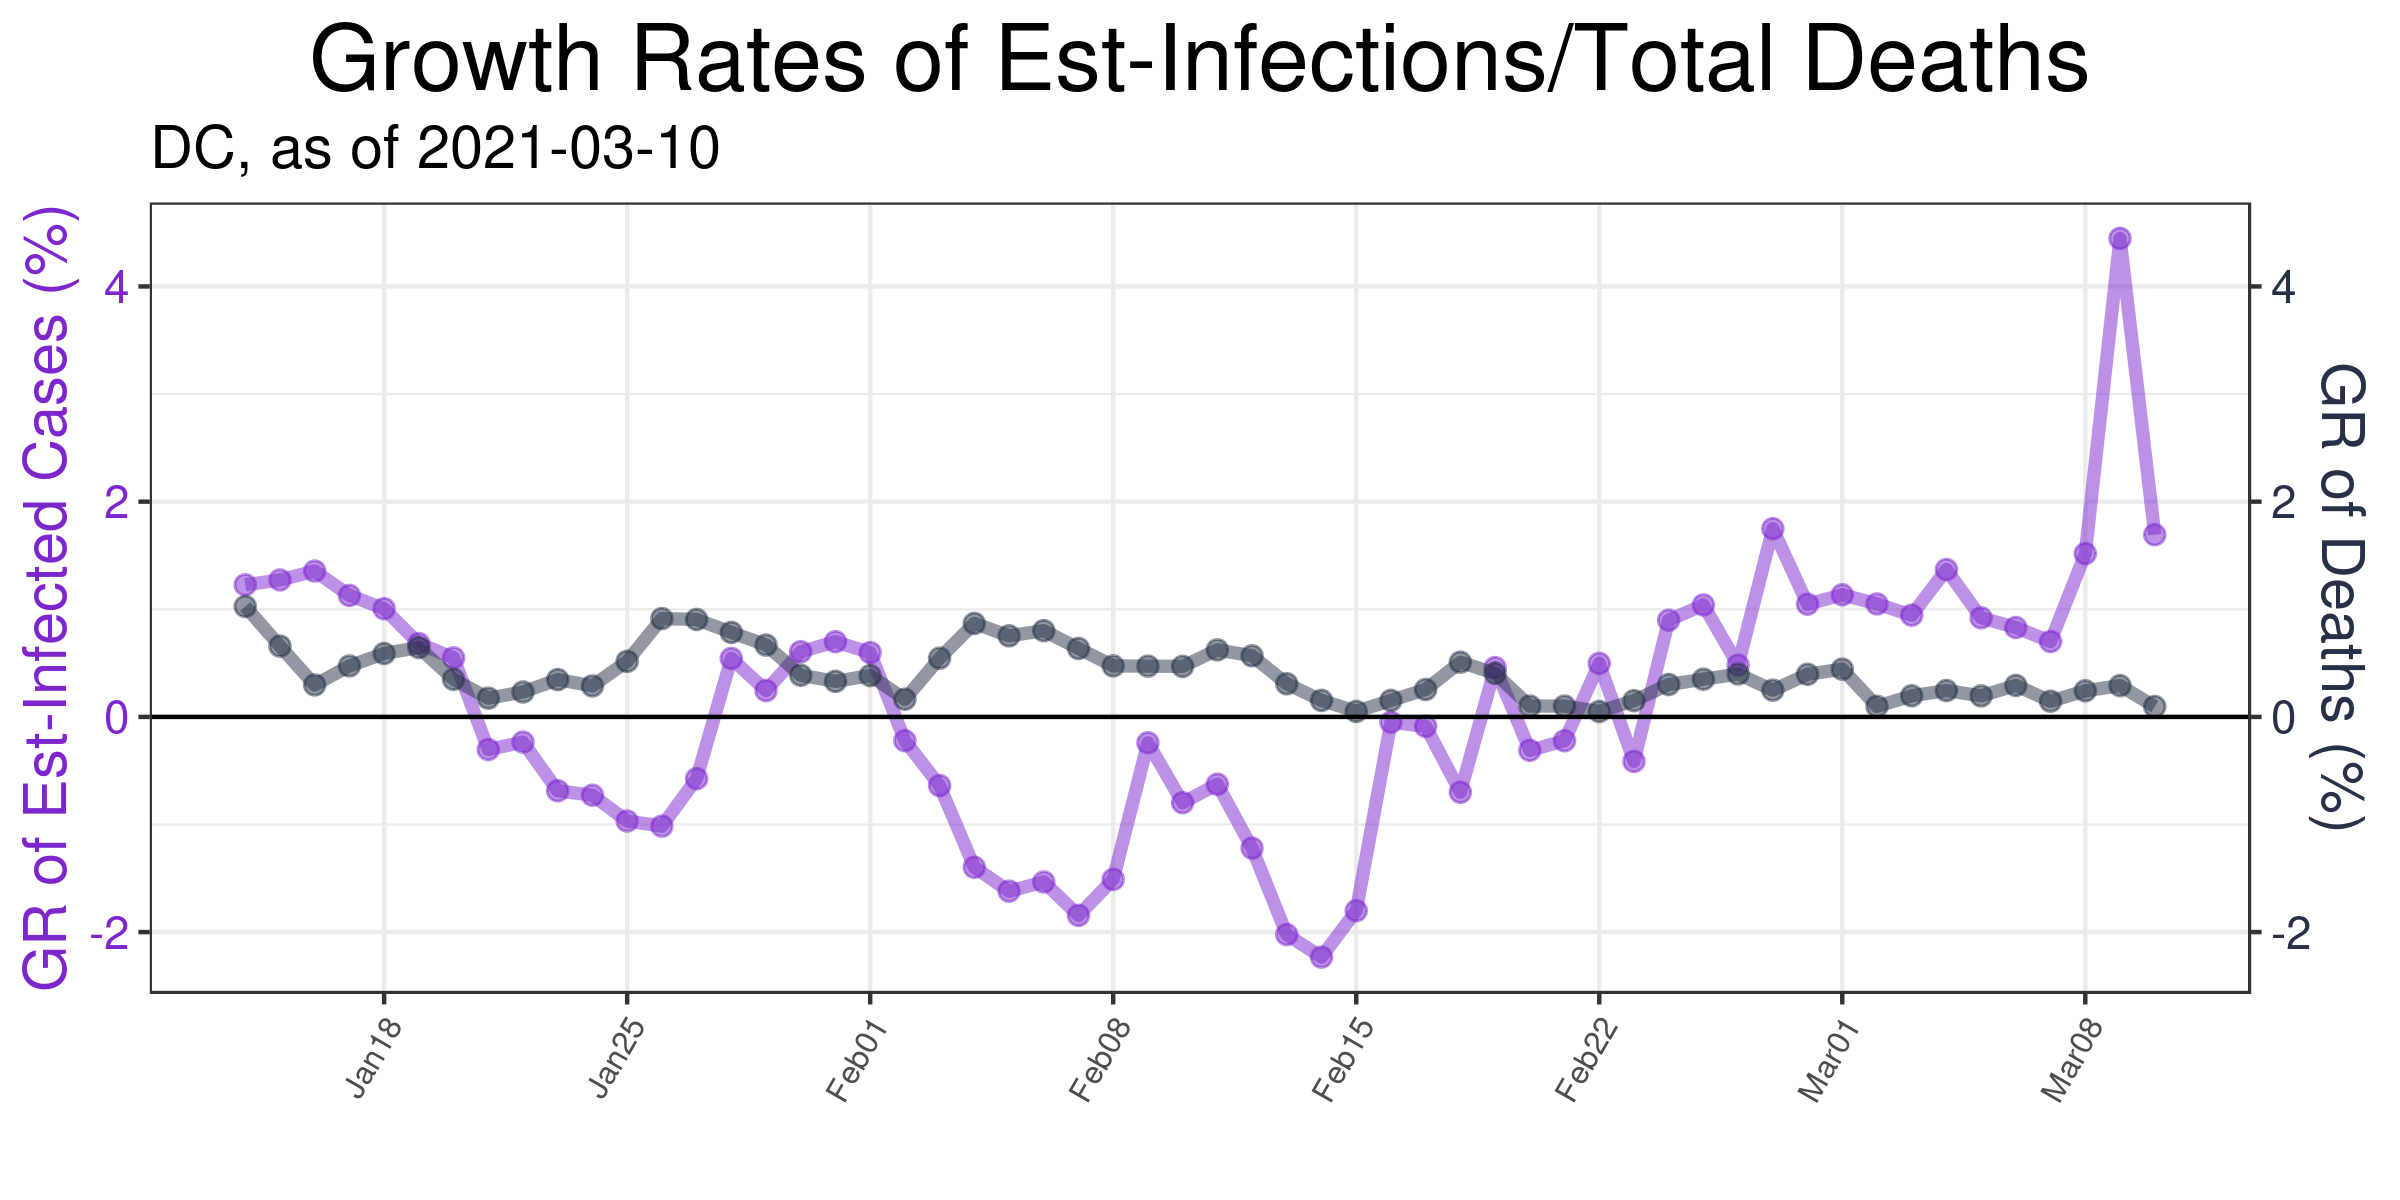 Growth Rates of Est-Infections/Total Deaths
DC, as of 2021-03-10
GR of Est-Infected Cases (%)
4
2
0
-2
4
2
0
-2
GR of Deaths (%)
Jan18
Jan25
Feb01
Feb08
Feb15
Feb22
Mar01
Mar08